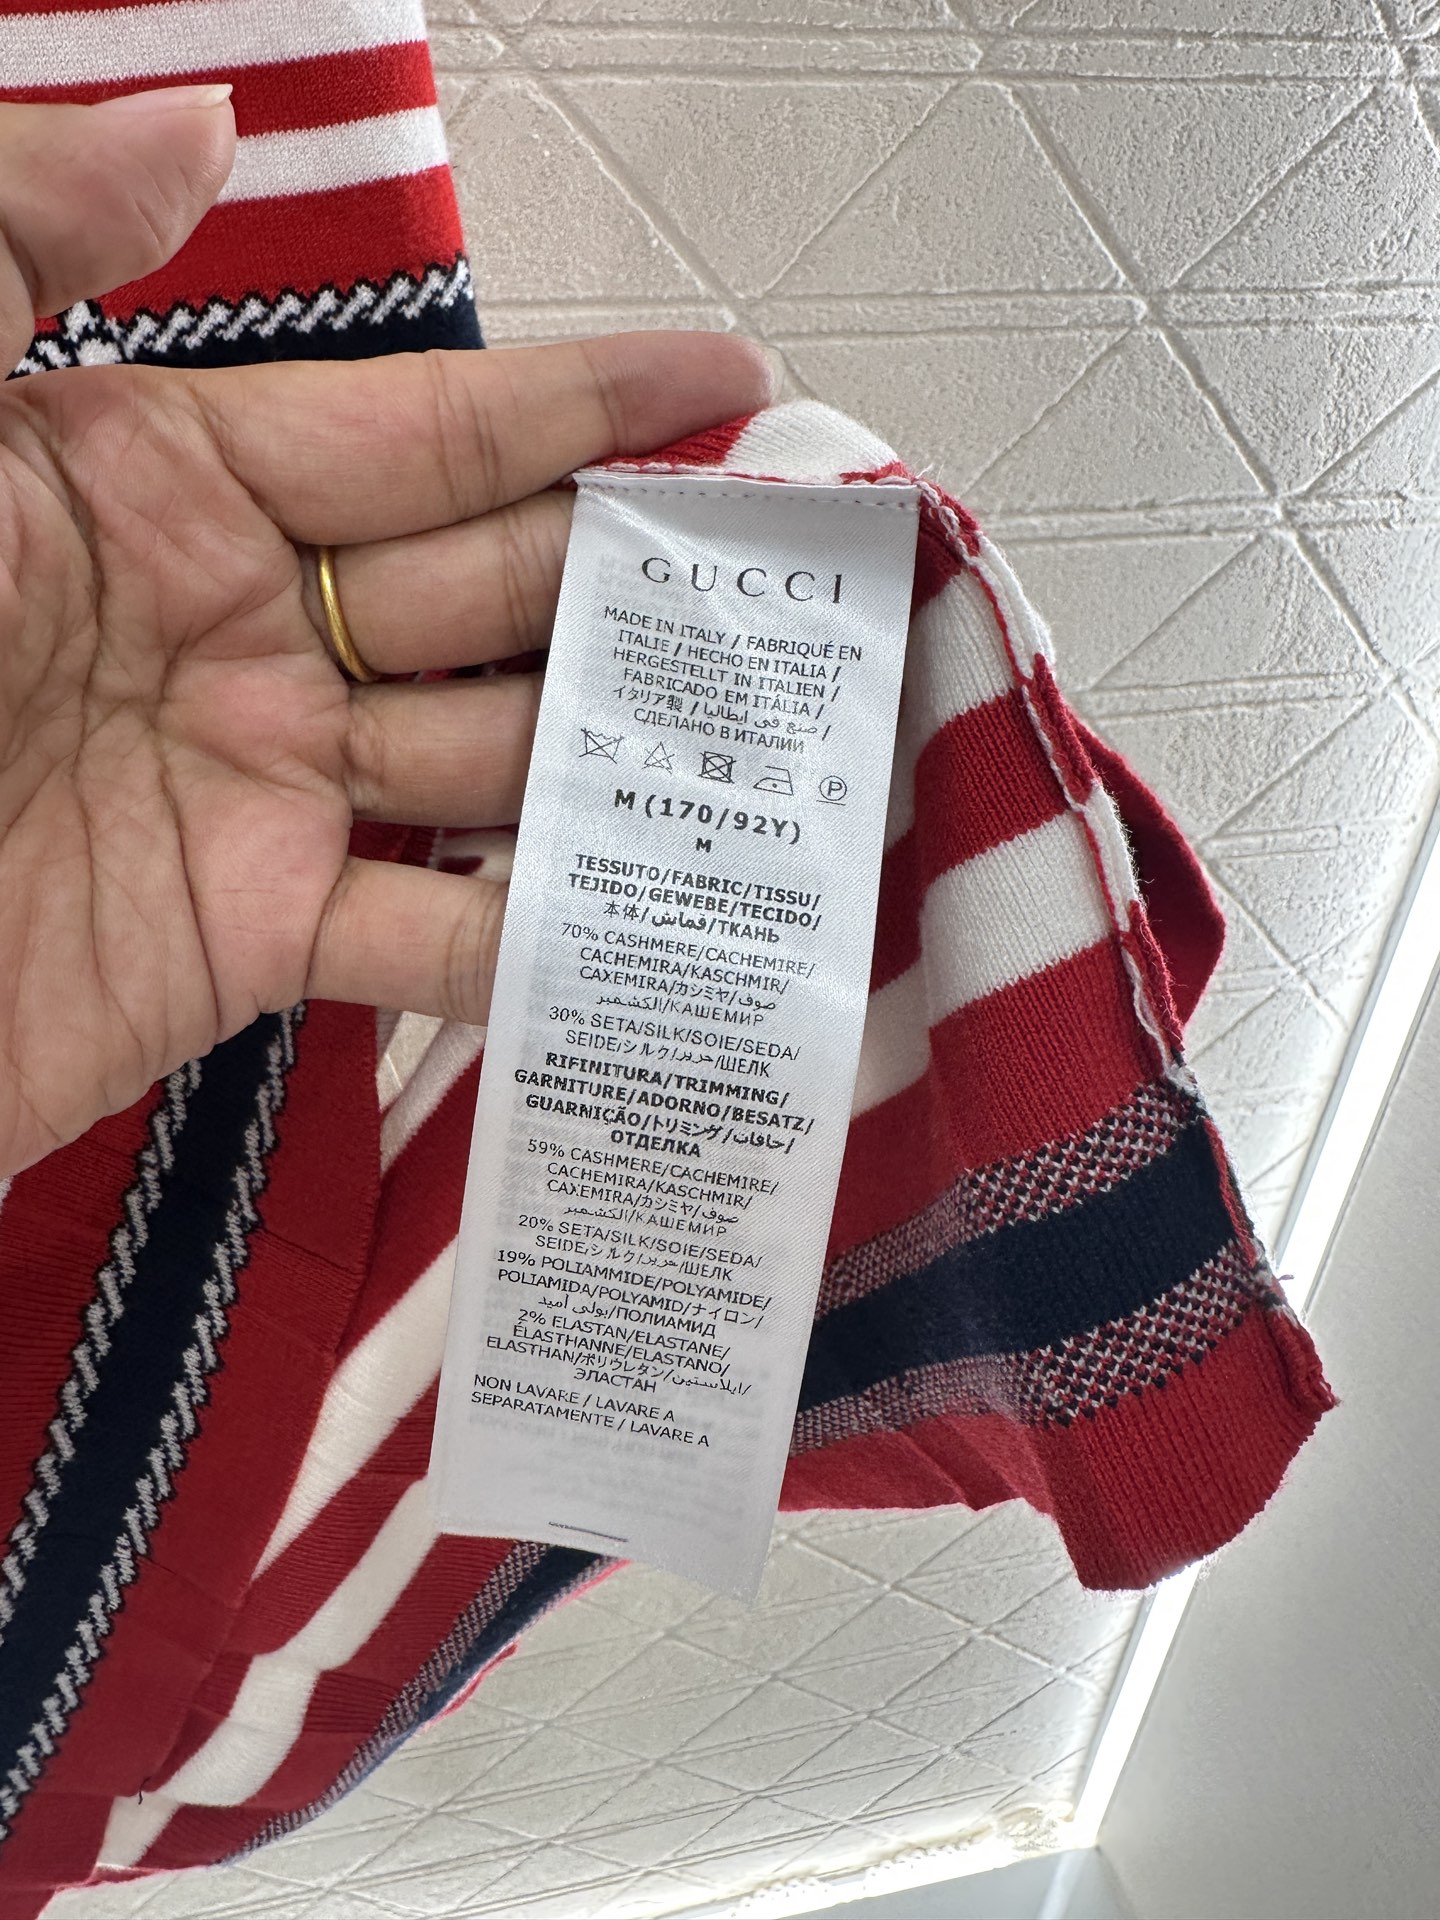 GUCCI
MADE IN ITALY / FABRIQUÉ EN
ITALIE / HECHO EN ITALIA /
HERGESTELLT IN ITALIEN /
FABRICADO EM ITÁLIA /
イタリア製 / صنع في ايطاليا /
СДЕЛАНО В ИТАЛИИ
P
M (170/92Y)
M
TESSUTO/FABRIC/TISSU/
TEJIDO/GEWEBE/TECIDO/
本体/قماش/ТКАНЬ
70% CASHMERE/CACHEMIRE/
CACHEMIRA/KASCHMIR/
CAXEMIRA/カシミヤ/صوف
الكشمير/КАШЕМИР
30% SETA/SILK/SOIE/SEDA/
SEIDE/シルク/حرير/ШЕЛК
RIFINITURA/TRIMMING/
GARNITURE/ADORNO/BESATZ/
GUARNIÇÃO/トリミング/حافات/
ОТДЕЛКА
59% CASHMERE/CACHEMIRE/
CACHEMIRA/KASCHMIR/
CAXEMIRA/カシミヤ/صوف
الكشمير/КАШЕМИР
20% SETA/SILK/SOIE/SEDA/
SEIDE/シルク/حرير/ШЕЛК
19% POLIAMMIDE/POLYAMIDE/
POLIAMIDA/POLYAMID/ナイロン/
بولي أميد/ПОЛИАМИД
2% ELASTAN/ELASTANE/
ÉLASTHANNE/ELASTANO/
ELASTHAN/ポリウレタン/ايلاستين/
ЭЛАСТАН
NON LAVARE / LAVARE A
SEPARATAMENTE / LAVARE A